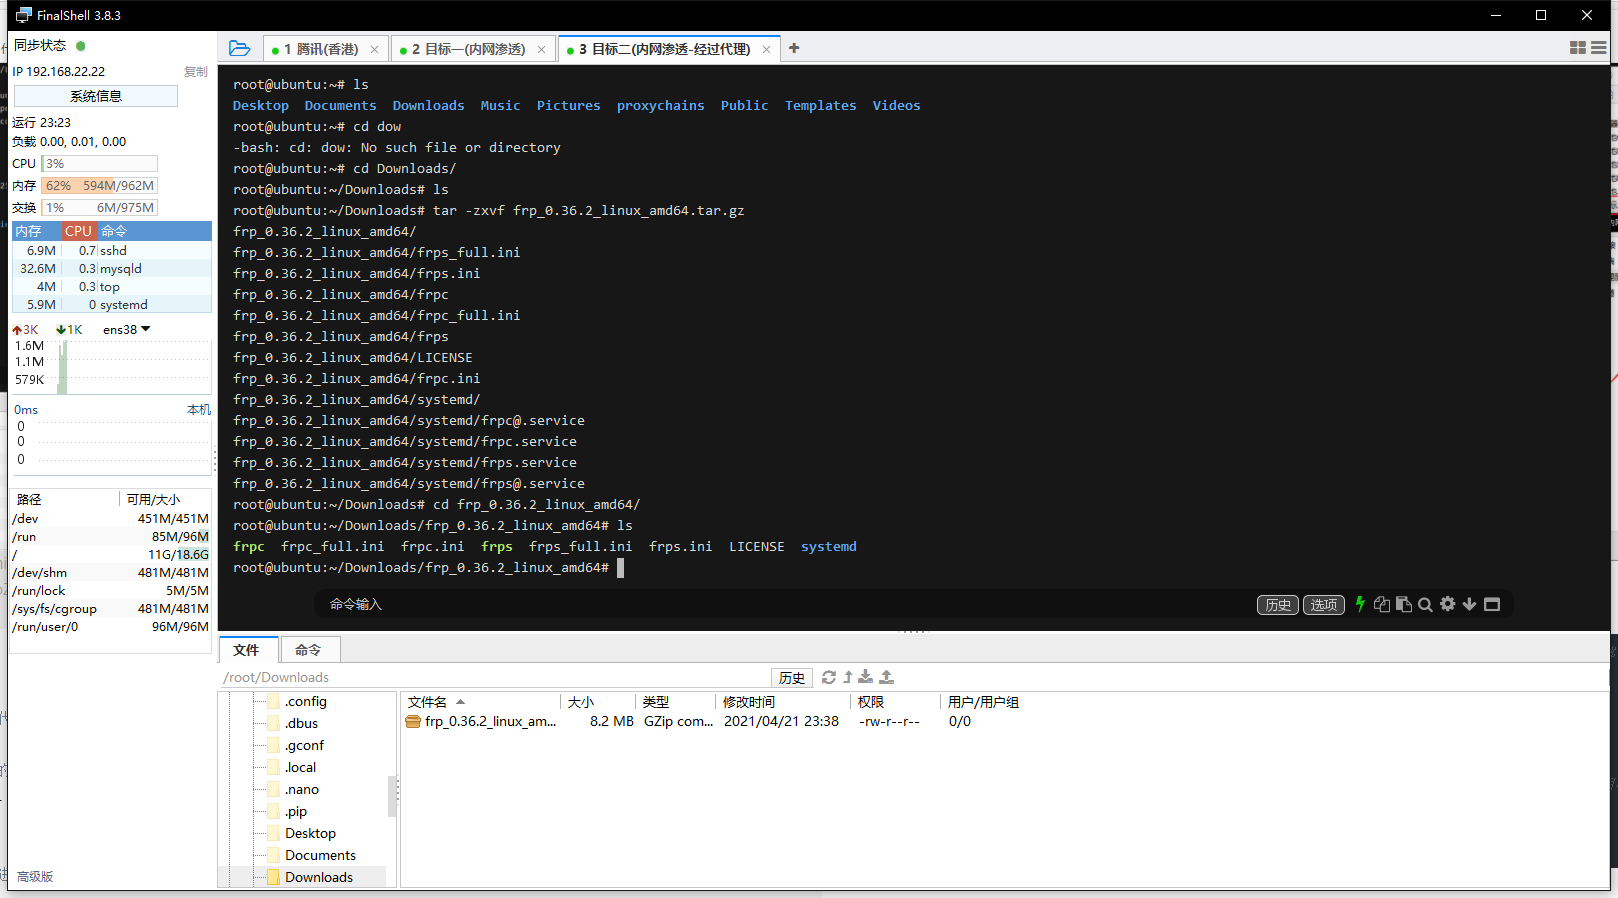 FinalShell 3.8.3
同步状态
IP 192.168.22.22
复制
系统信息
运行 23:23
负载 0.00, 0.01, 0.00
CPU 3%
内存 62% 594M/962M
交换 1% 6M/975M
内存 CPU 命令
6.9M 0.7 sshd
32.6M 0.3 mysqld
4M 0.3 top
5.9M 0 systemd
3K 1K ens38
1.6M
1.1M
579K
0ms 本机
0
0
0
路径 可用/大小
/dev 451M/451M
/run 85M/96M
/ 11G/18.6G
/dev/shm 481M/481M
/run/lock 5M/5M
/sys/fs/cgroup 481M/481M
/run/user/0 96M/96M
高级版
1 腾讯(香港)
2 目标一(内网渗透)
3 目标二(内网渗透-经过代理)
root@ubuntu:~# ls
Desktop Documents Downloads Music Pictures proxychains Public Templates Videos
root@ubuntu:~# cd dow
-bash: cd: dow: No such file or directory
root@ubuntu:~# cd Downloads/
root@ubuntu:~/Downloads# ls
root@ubuntu:~/Downloads# tar -zxvf frp_0.36.2_linux_amd64.tar.gz
frp_0.36.2_linux_amd64/
frp_0.36.2_linux_amd64/frps_full.ini
frp_0.36.2_linux_amd64/frps.ini
frp_0.36.2_linux_amd64/frpc
frp_0.36.2_linux_amd64/frpc_full.ini
frp_0.36.2_linux_amd64/frps
frp_0.36.2_linux_amd64/LICENSE
frp_0.36.2_linux_amd64/frpc.ini
frp_0.36.2_linux_amd64/systemd/
frp_0.36.2_linux_amd64/systemd/frpc@.service
frp_0.36.2_linux_amd64/systemd/frpc.service
frp_0.36.2_linux_amd64/systemd/frps.service
frp_0.36.2_linux_amd64/systemd/frps@.service
root@ubuntu:~/Downloads# cd frp_0.36.2_linux_amd64/
root@ubuntu:~/Downloads/frp_0.36.2_linux_amd64# ls
frpc frpc_full.ini frpc.ini frps frps_full.ini frps.ini LICENSE systemd
root@ubuntu:~/Downloads/frp_0.36.2_linux_amd64#
命令输入 历史 选项
文件 命令
/root/Downloads 历史
.config
.dbus
.gconf
.local
.nano
.pip
Desktop
Documents
Downloads
文件名 大小 类型 修改时间 权限 用户/用户组
frp_0.36.2_linux_am... 8.2 MB GZip com... 2021/04/21 23:38 -rw-r--r-- 0/0